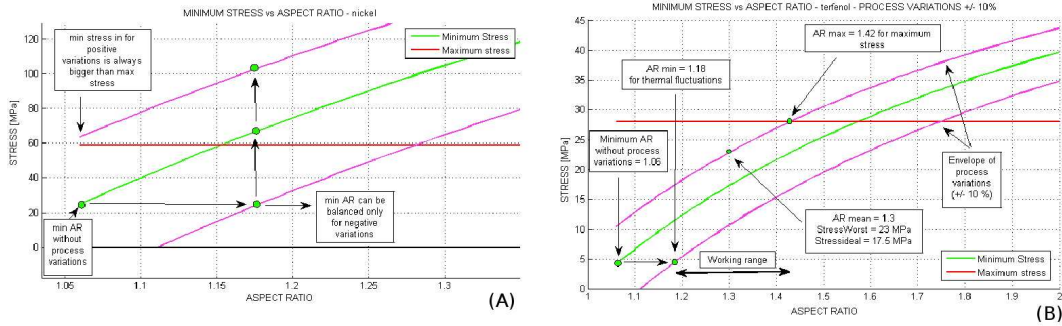 MINIMUM STRESS vs ASPECT RATIO - nickel
min stress in for
positive
variations is always
bigger than max
stress
Minimum Stress
Maximum stress
120
100
80
60
40
20
0
STRESS [MPa]
min AR
without
process
variations
min AR can be
balanced only
for negative
variations
1.05
1.1
1.15
1.2
1.25
1.3
ASPECT RATIO
(A)
MINIMUM STRESS vs ASPECT RATIO - terfenol - PROCESS VARIATIONS +/- 10%
AR max = 1.42 for maximum
stress
AR min = 1.18
for thermal fluctuations
Minimum AR
without process
variations = 1.06
Envelope of
process
variations
(+/- 10 %)
AR mean = 1.3
StressWorst = 23 MPa
Stressideal = 17.5 MPa
Working range
Minimum Stress
Maximum stress
45
40
35
30
25
20
15
10
5
0
STRESS [MPa]
1
1.1
1.2
1.3
1.4
1.5
1.6
1.7
1.8
1.9
2
ASPECT RATIO
(B)